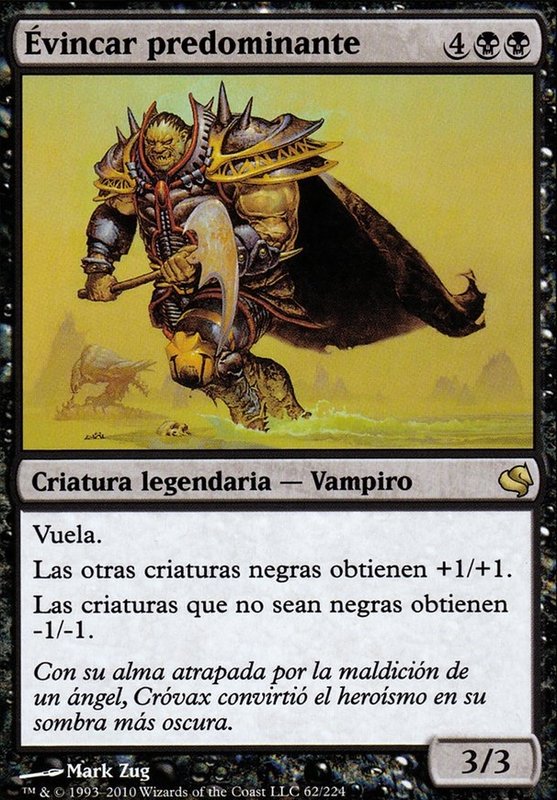 Évincar predominante 4
Criatura legendaria — Vampiro
Vuela.
Las otras criaturas negras obtienen +1/+1.
Las criaturas que no sean negras obtienen
-1/-1.
Con su alma atrapada por la maldición de
un ángel, Cróvax convirtió el heroísmo en su
sombra más oscura.
3/3
Mark Zug
™ & © 1993-2010 Wizards of the Coast LLC 62/224